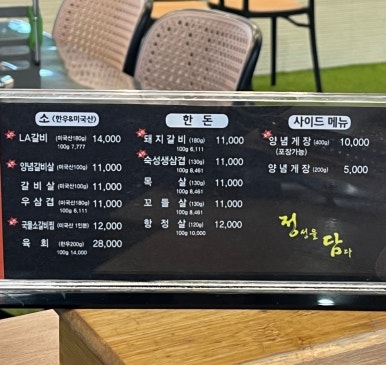 소 (한우&미국산)
LA갈비 (미국산180g) 14,000
100g 7,777
양념갈비살 (미국산100g) 11,000
갈비살 (미국산100g) 11,000
우삼겹 (미국산180g) 11,000
100g 6,111
국물소갈비찜 (미국산 1인분) 12,000
육회 (한우200g) 28,000
100g 14,000
한돈
돼지갈비 (180g) 11,000
100g 6,111
숙성생삼겹 (130g) 11,000
100g 8,461
목살 (130g) 11,000
100g 8,461
꼬들살 (130g) 11,000
100g 8,461
항정살 (120g) 12,000
100g 10,000
사이드 메뉴
양념게장 (400g) 10,000
(포장가능)
양념게장 (200g) 5,000
정성을 담다